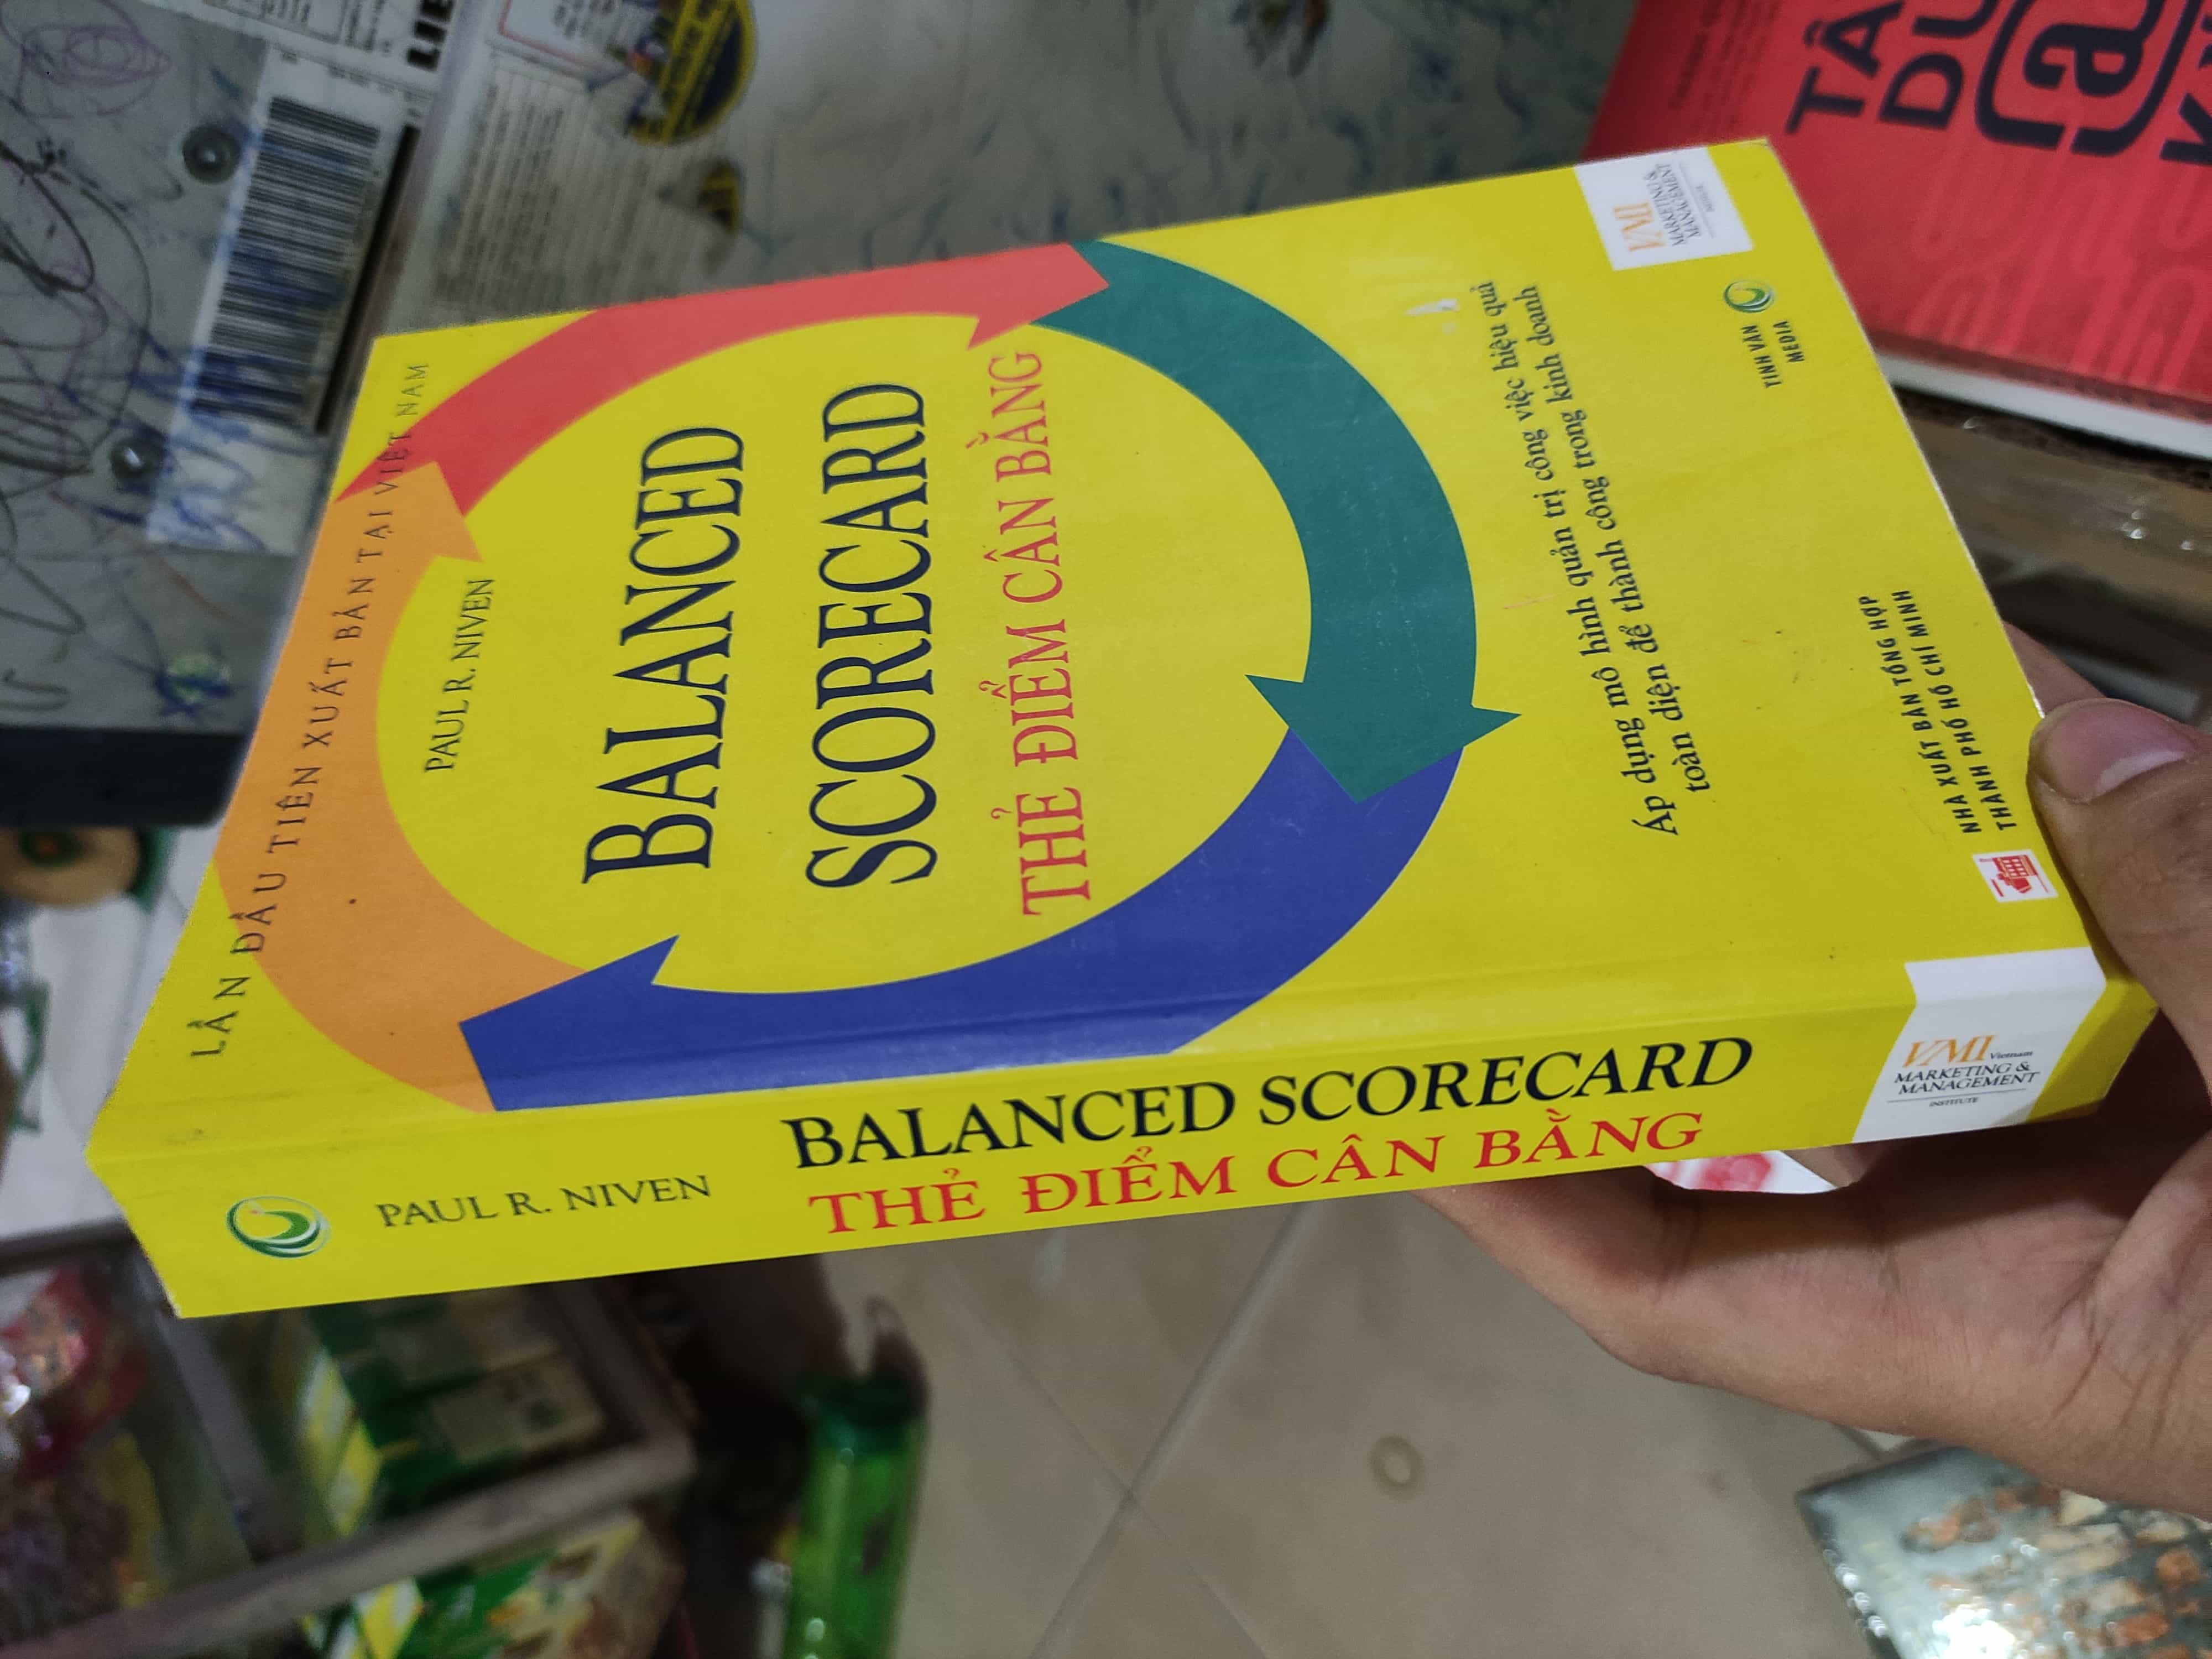 LẦN ĐẦU TIÊN XUẤT BẢN TẠI VIỆT NAM
PAUL R. NIVEN
BALANCED
SCORECARD
THẺ ĐIỂM CÂN BẰNG
Áp dụng mô hình quản trị công việc hiệu quả
toàn diện để thành công trong kinh doanh
NHÀ XUẤT BẢN TỔNG HỢP
THÀNH PHỐ HỒ CHÍ MINH
TINH VĂN
MEDIA
VMI
MARKETING &
MANAGEMENT
INSTITUTE
PAUL R. NIVEN
BALANCED SCORECARD
THẺ ĐIỂM CÂN BẰNG
VMI Vietnam
MARKETING &
MANAGEMENT
INSTITUTE
LIE